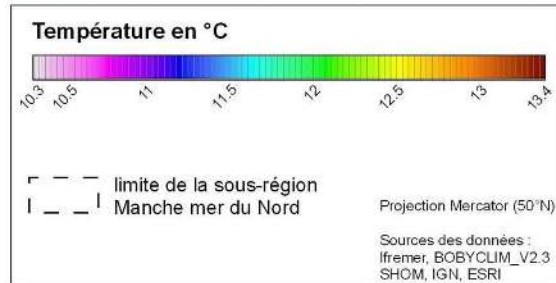 Température en °C
10.3 10.5 11 11.5 12 12.5 13 13.4
limite de la sous-région
Manche mer du Nord
Projection Mercator (50°N)
Sources des données :
Ifremer, BOBYCLIM_V2.3
SHOM, IGN, ESRI